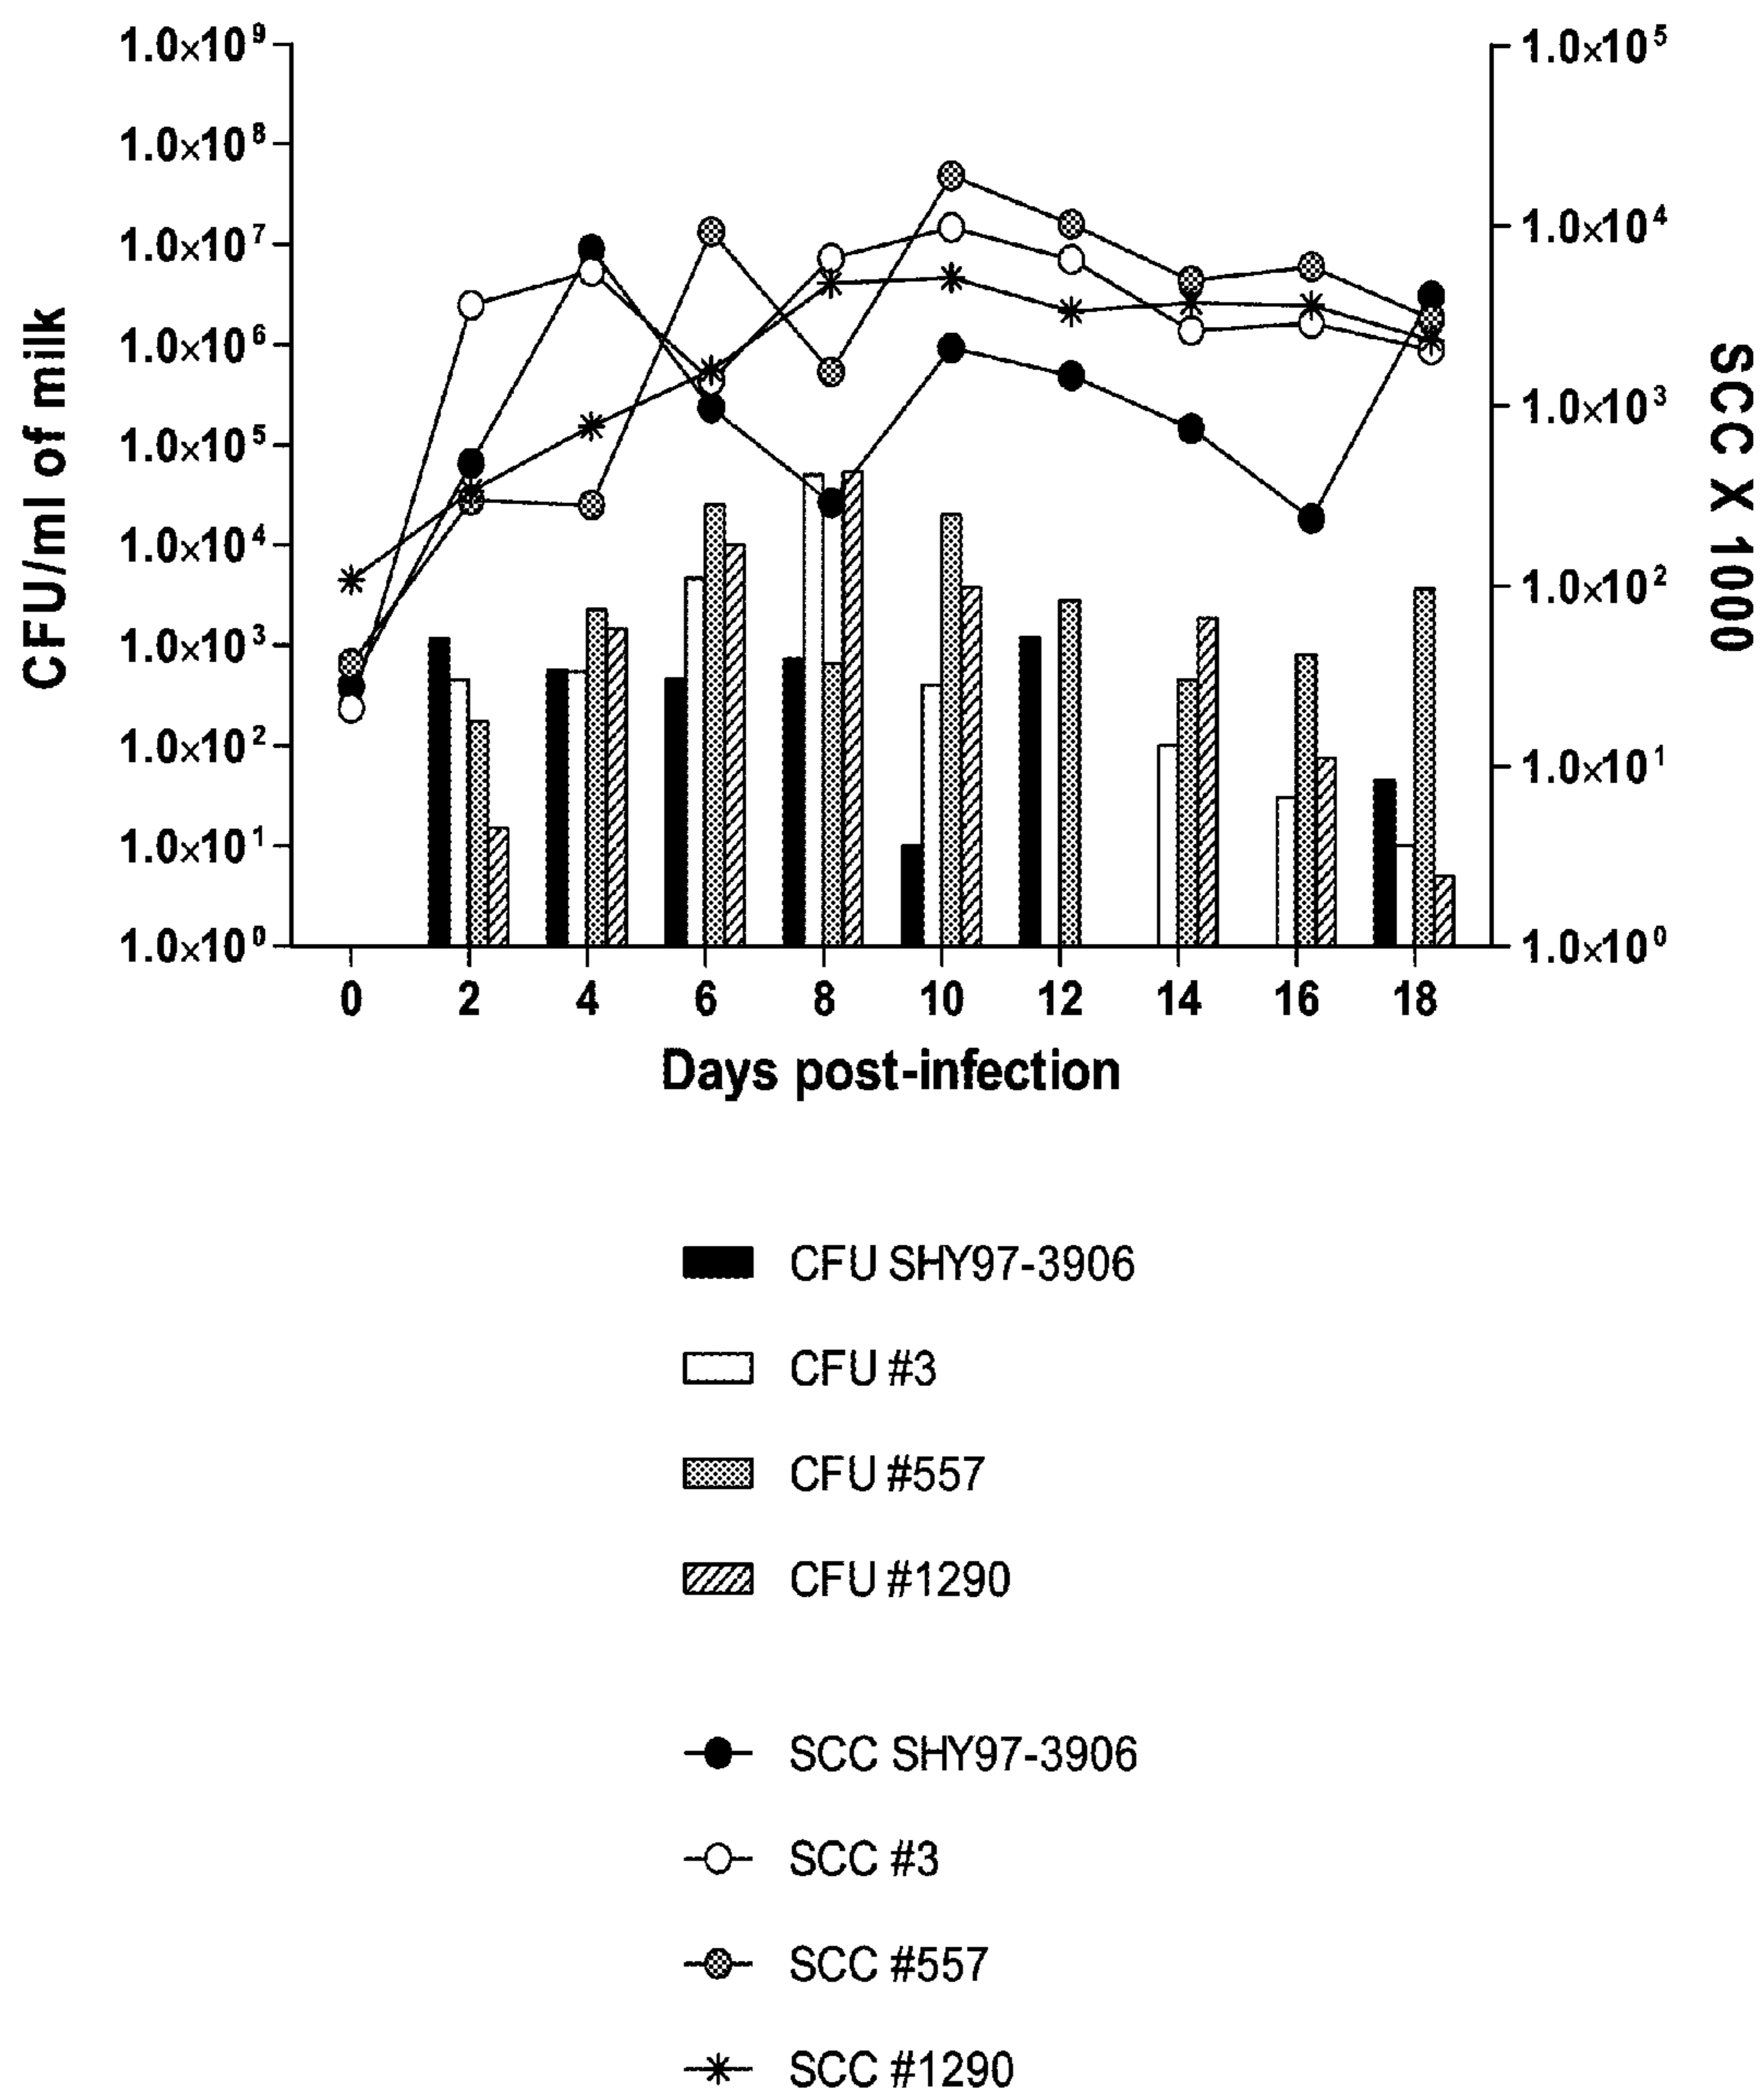 1.0×10⁹
1.0×10⁸
1.0×10⁷
1.0×10⁶
1.0×10⁵
1.0×10⁴
1.0×10³
1.0×10²
1.0×10¹
1.0×10⁰
CFU/ml of milk
1.0×10⁵
1.0×10⁴
1.0×10³
1.0×10²
1.0×10¹
1.0×10⁰
SCC X 1000
0 2 4 6 8 10 12 14 16 18
Days post-infection
CFU SHY97-3906
CFU #3
CFU #557
CFU #1290
SCC SHY97-3906
SCC #3
SCC #557
SCC #1290